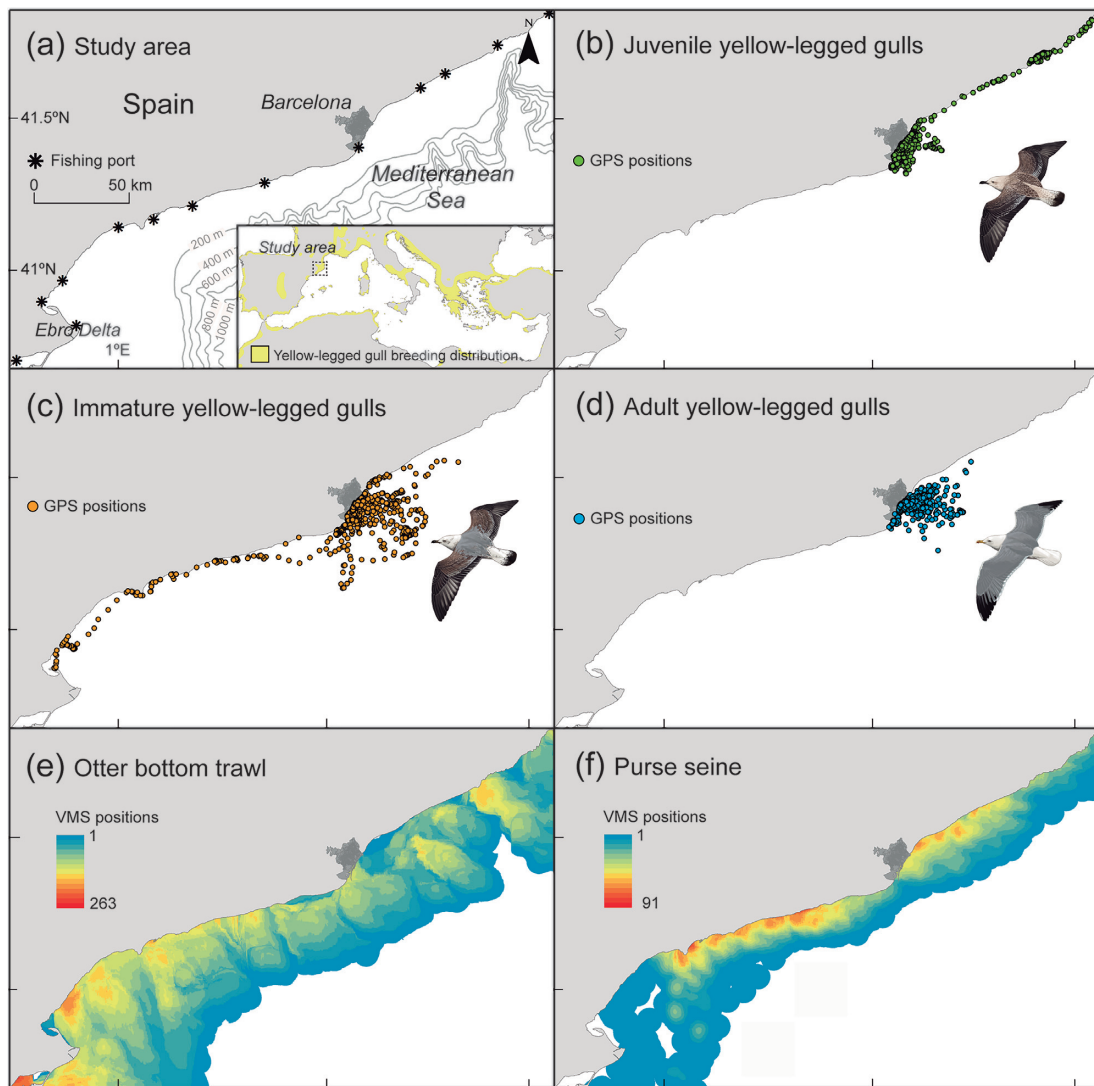 (a) Study area
N
Spain
Barcelona
41.5ºN
Fishing port
0 50 km
Mediterranean
Sea
200 m
400 m
600 m
800 m
1000 m
41ºN
Ebro Delta
1ºE
Study area
Yellow-legged gull breeding distribution
(b) Juvenile yellow-legged gulls
GPS positions
(c) Immature yellow-legged gulls
GPS positions
(d) Adult yellow-legged gulls
GPS positions
(e) Otter bottom trawl
VMS positions
1
263
(f) Purse seine
VMS positions
1
91